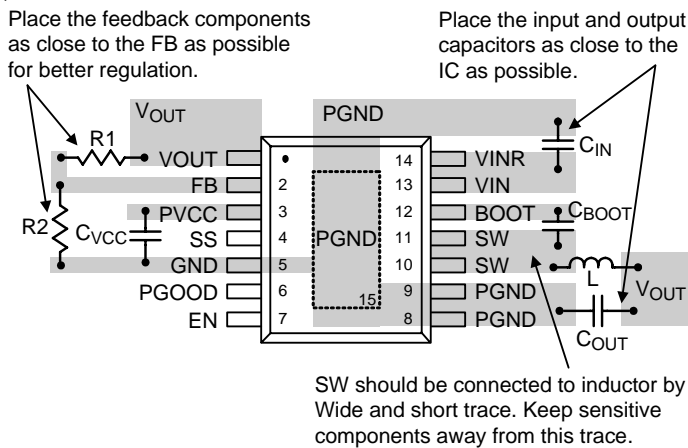 Place the feedback components
as close to the FB as possible
for better regulation.
Place the input and output
capacitors as close to the
IC as possible.
VOUT
PGND
R1
CIN
VOUT
14
VINR
FB
2
13
VIN
R2
CVCC
PVCC
3
12
BOOT
CBOOT
SS
4
PGND
11
SW
GND
5
10
SW
L
VOUT
PGOOD
6
15
9
PGND
EN
7
8
PGND
COUT
SW should be connected to inductor by
Wide and short trace. Keep sensitive
components away from this trace.